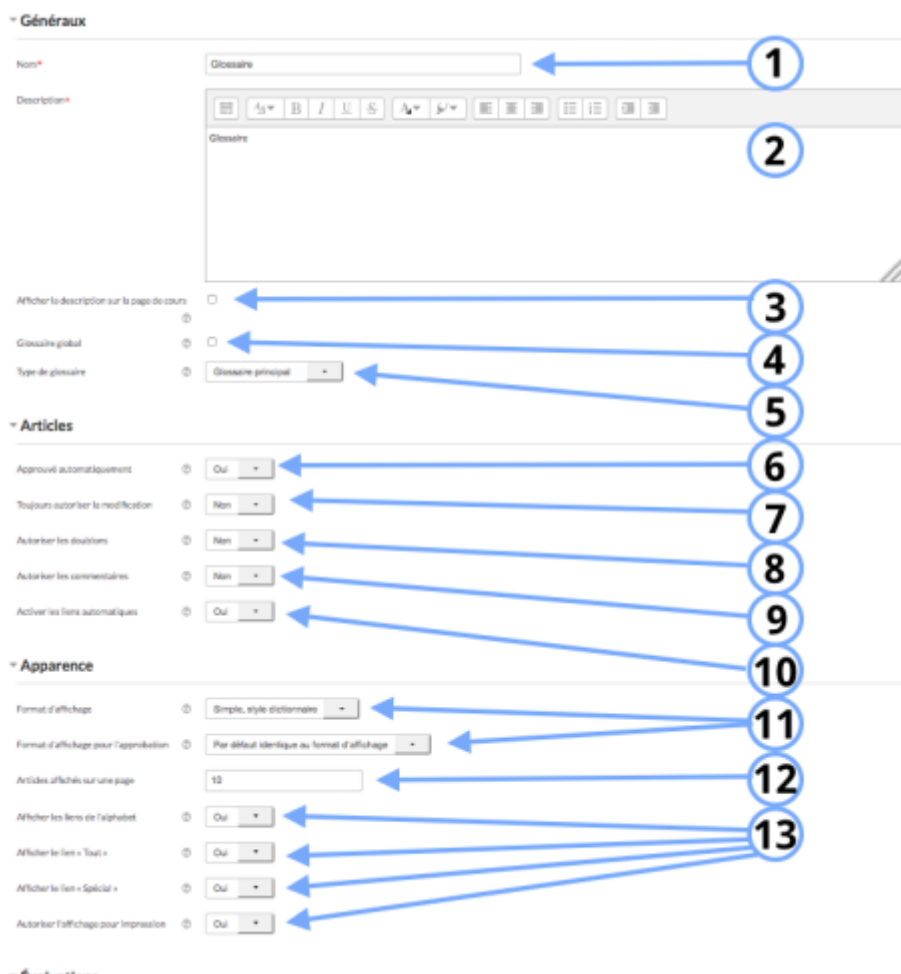 Généraux
Nom*
Glossaire
1
Description*
B I U S
Glossaire
2
Afficher la description sur la page de cours
3
Glossaire global
4
Type de glossaire
Glossaire principal
5
Articles
Approuvé automatiquement
Oui
6
Toujours autoriser la modification
Non
7
Autoriser les doublons
Non
8
Autoriser les commentaires
Non
9
Activer les liens automatiques
Oui
10
Apparence
Format d'affichage
Simple, style dictionnaire
11
Format d'affichage pour l'approbation
Par défaut identique au format d'affichage
Articles affichés sur une page
10
12
Afficher les liens de l'alphabet
Oui
13
Afficher le lien « Tout »
Oui
Afficher le lien « Spécial »
Oui
Autoriser l'affichage pour impression
Oui